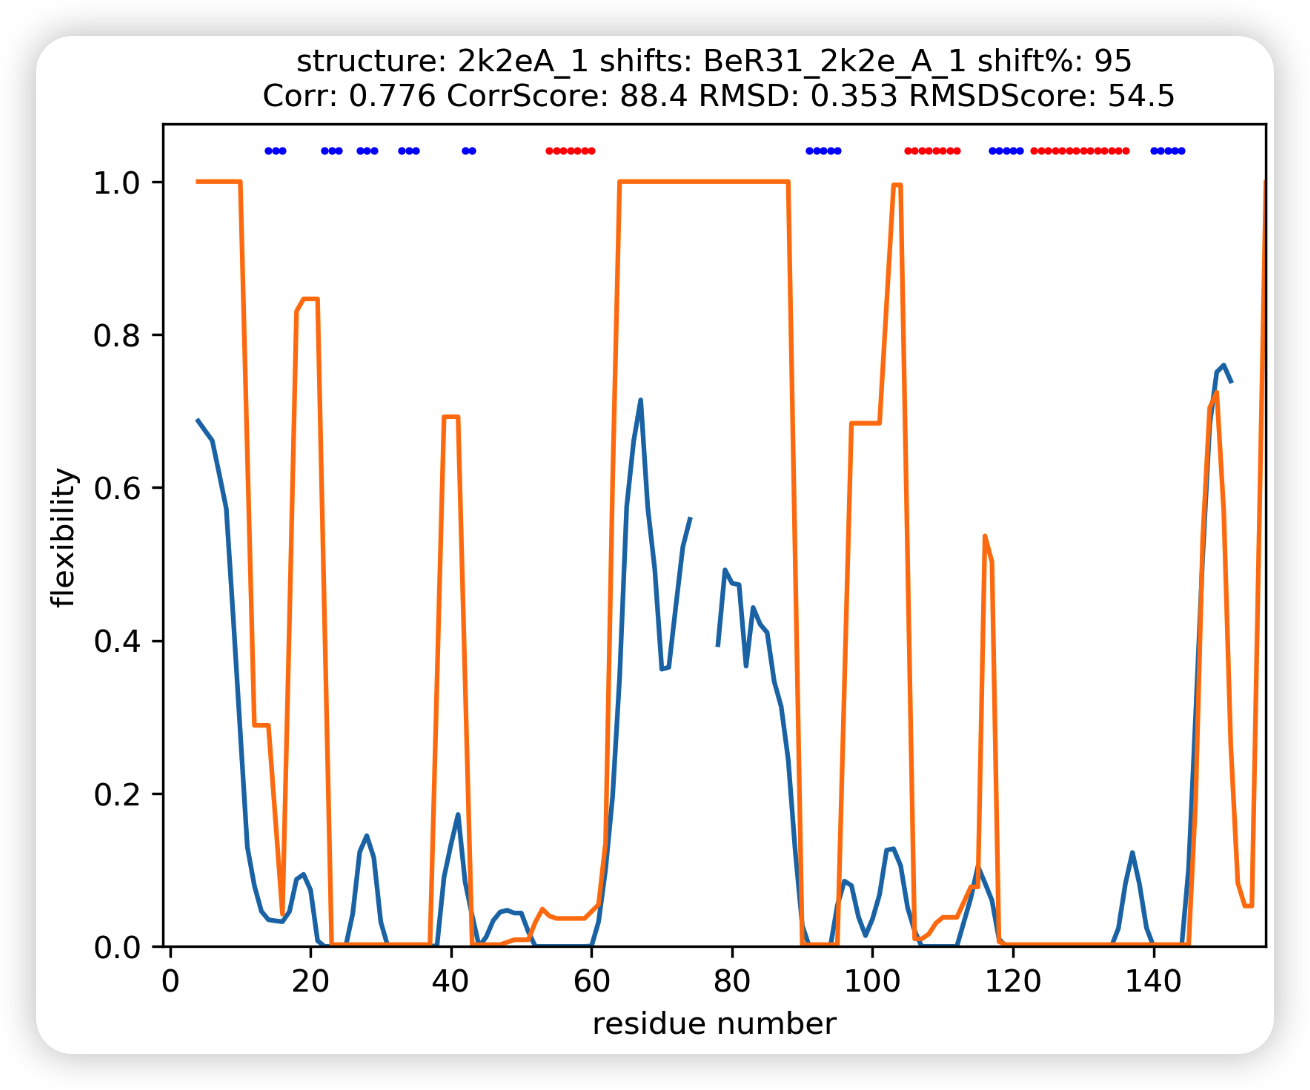 structure: 2k2eA_1 shifts: BeR31_2k2e_A_1 shift%: 95
Corr: 0.776 CorrScore: 88.4 RMSD: 0.353 RMSDScore: 54.5
1.0
0.8
0.6
0.4
0.2
0.0
flexibility
0 20 40 60 80 100 120 140
residue number